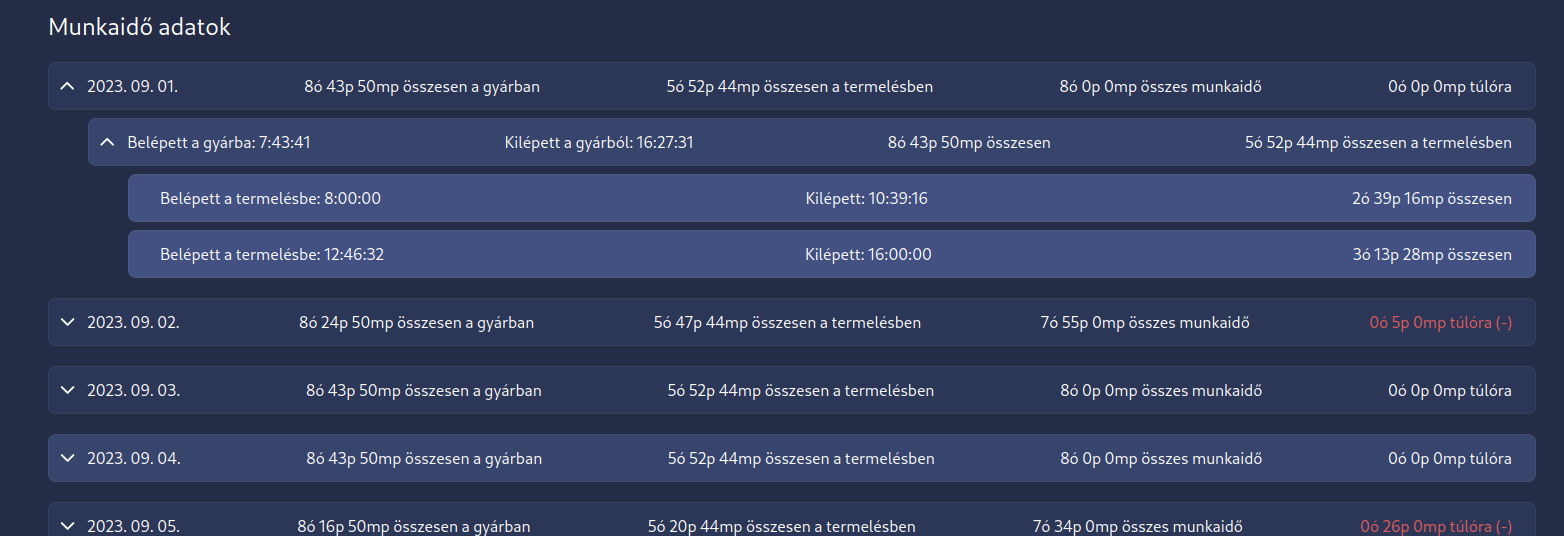 Munkaidő adatok
2023. 09. 01. 8ó 43p 50mp összesen a gyárban 5ó 52p 44mp összesen a termelésben 8ó 0p 0mp összes munkaidő 0ó 0p 0mp túlóra
Belépett a gyárba: 7:43:41 Kilépett a gyárból: 16:27:31 8ó 43p 50mp összesen 5ó 52p 44mp összesen a termelésben
Belépett a termelésbe: 8:00:00 Kilépett: 10:39:16 2ó 39p 16mp összesen
Belépett a termelésbe: 12:46:32 Kilépett: 16:00:00 3ó 13p 28mp összesen
2023. 09. 02. 8ó 24p 50mp összesen a gyárban 5ó 47p 44mp összesen a termelésben 7ó 55p 0mp összes munkaidő 0ó 5p 0mp túlóra (-)
2023. 09. 03. 8ó 43p 50mp összesen a gyárban 5ó 52p 44mp összesen a termelésben 8ó 0p 0mp összes munkaidő 0ó 0p 0mp túlóra
2023. 09. 04. 8ó 43p 50mp összesen a gyárban 5ó 52p 44mp összesen a termelésben 8ó 0p 0mp összes munkaidő 0ó 0p 0mp túlóra
2023. 09. 05. 8ó 16p 50mp összesen a gyárban 5ó 20p 44mp összesen a termelésben 7ó 34p 0mp összes munkaidő 0ó 26p 0mp túlóra (-)